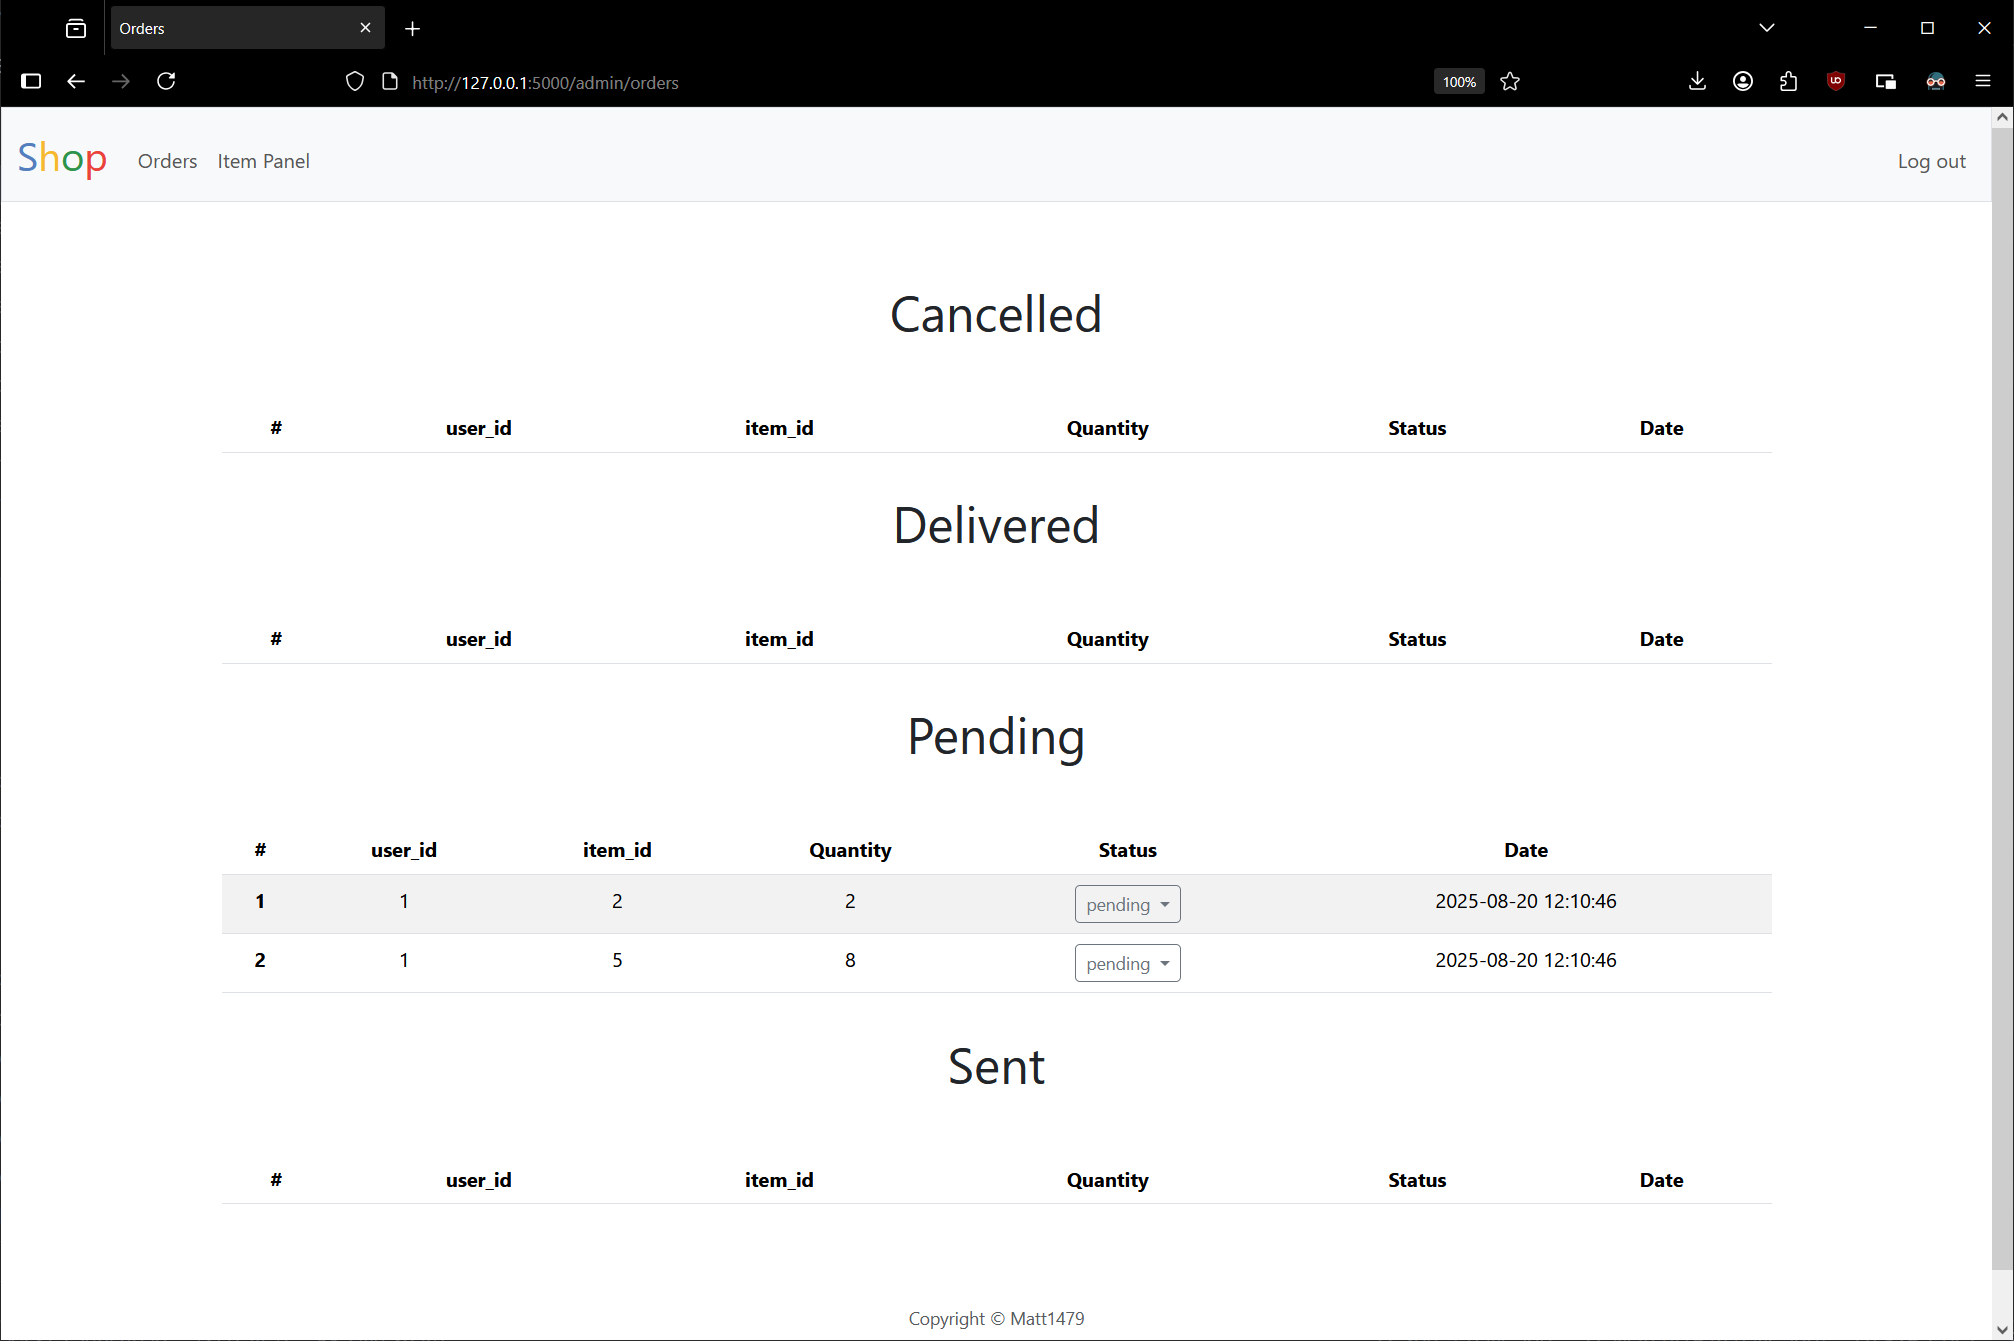 Orders
http://127.0.0.1:5000/admin/orders
100%
Shop Orders Item Panel Log out
Cancelled
# user_id item_id Quantity Status Date
Delivered
# user_id item_id Quantity Status Date
Pending
# user_id item_id Quantity Status Date
1 1 2 2 pending 2025-08-20 12:10:46
2 1 5 8 pending 2025-08-20 12:10:46
Sent
# user_id item_id Quantity Status Date
Copyright © Matt1479